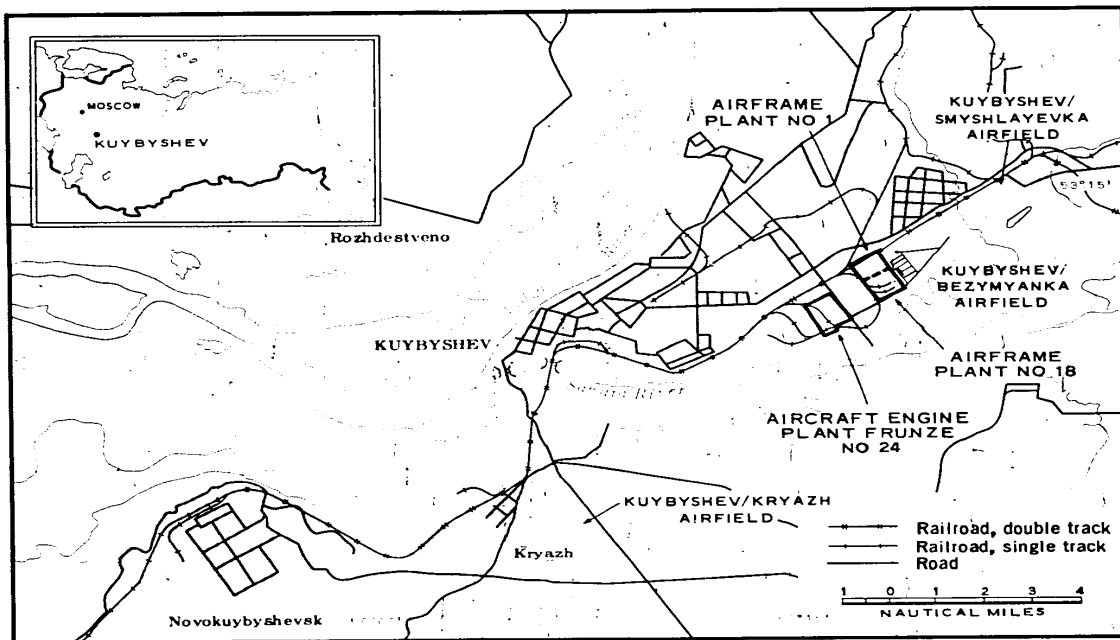 MOSCOW
KUYBYSHEV
Rozhdestveno
AIRFRAME
PLANT NO 1
KUYBYSHEV/
SMYSHLAYEVKA
AIRFIELD
53°15'
KUYBYSHEV/
BEZYMYANKA
AIRFIELD
KUYBYSHEV
Samara River
AIRFRAME
PLANT NO 18
AIRCRAFT ENGINE
PLANT FRUNZE
NO 24
KUYBYSHEV/KRYAZH
AIRFIELD
Kryazh
Novokuybyshevsk
Railroad, double track
Railroad, single track
Road
1 0 1 2 3 4
NAUTICAL MILES